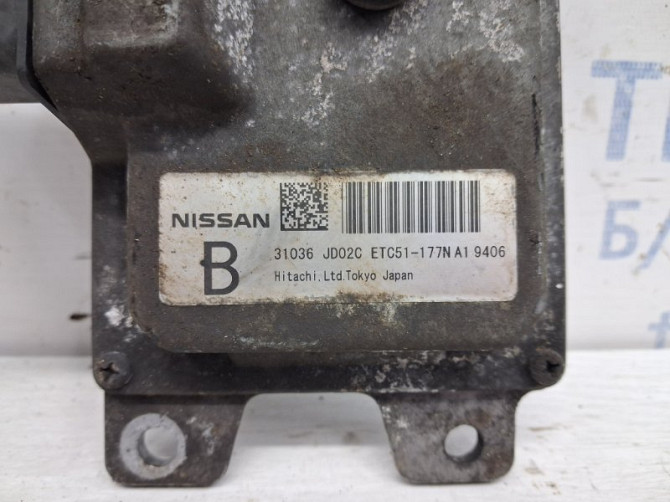 NISSAN
B
31036 JD02C ETC51-177N A1 9406
Hitachi,Ltd.Tokyo Japan
Б/